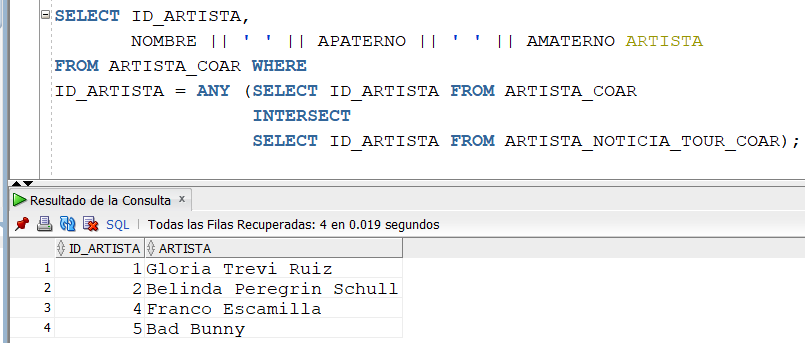 SELECT ID_ARTISTA,
NOMBRE || ' ' || APATERNO || ' ' || AMATERNO ARTISTA
FROM ARTISTA_COAR WHERE
ID_ARTISTA = ANY (SELECT ID_ARTISTA FROM ARTISTA_COAR
INTERSECT
SELECT ID_ARTISTA FROM ARTISTA_NOTICIA_TOUR_COAR);
Resultado de la Consulta x
SQL | Todas las Filas Recuperadas: 4 en 0.019 segundos
ID_ARTISTA ARTISTA
1 1 Gloria Trevi Ruiz
2 2 Belinda Peregrin Schull
3 4 Franco Escamilla
4 5 Bad Bunny